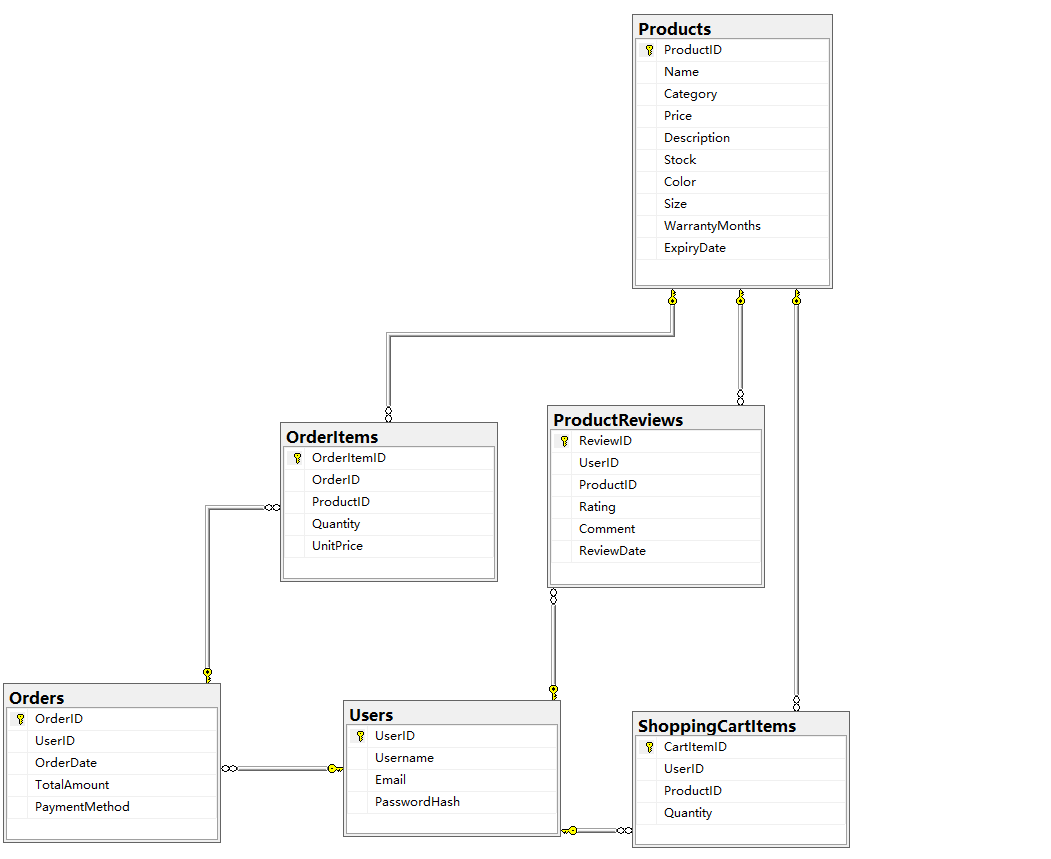 Products
ProductID
Name
Category
Price
Description
Stock
Color
Size
WarrantyMonths
ExpiryDate
OrderItems
OrderItemID
OrderID
ProductID
Quantity
UnitPrice
ProductReviews
ReviewID
UserID
ProductID
Rating
Comment
ReviewDate
Orders
OrderID
UserID
OrderDate
TotalAmount
PaymentMethod
Users
UserID
Username
Email
PasswordHash
ShoppingCartItems
CartItemID
UserID
ProductID
Quantity